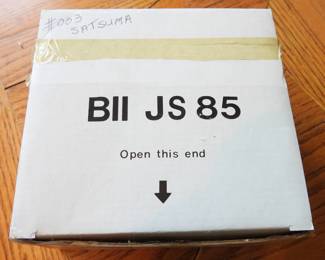 #003
SATSUMA
BII JS 85
Open this end